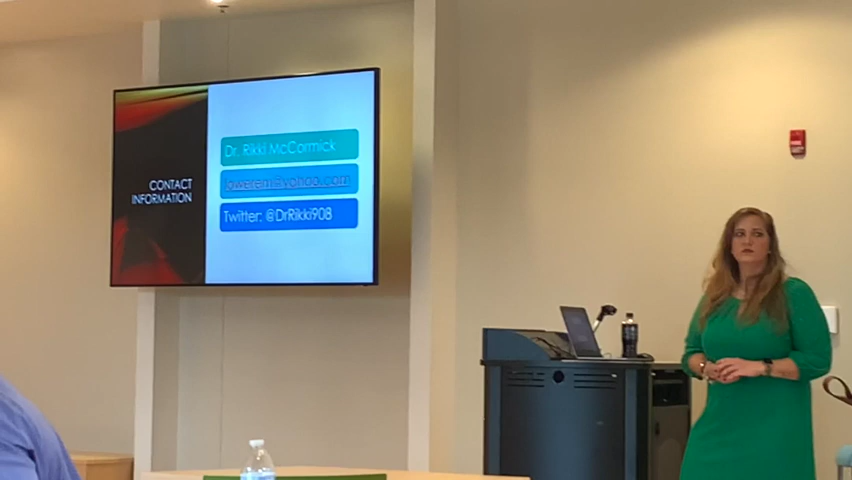 CONTACT
INFORMATION
Dr. Rikki McCormick
Twitter: @DrRikki908